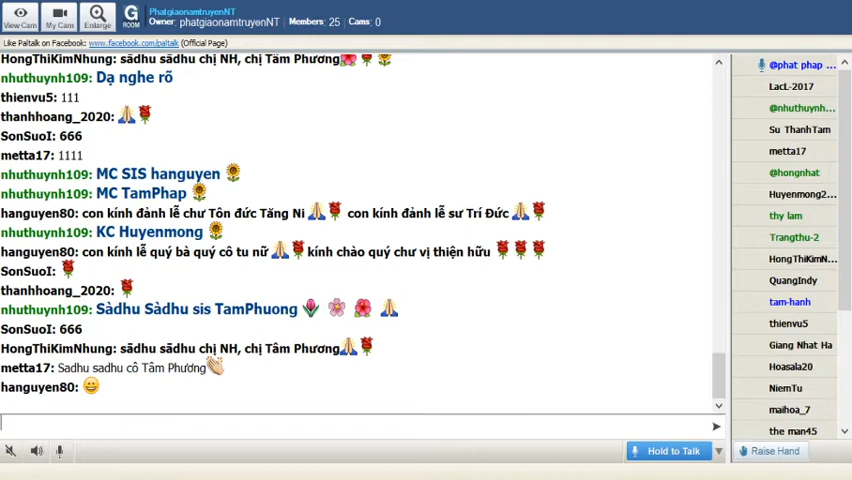 View Cam
My Cam
Enlarge
G
ROOM
PhatgiaonamtruyenNT
Owner: phatgiaonamtruyenNT Members: 25 Cams: 0
Like Paltalk on Facebook: www.facebook.com/paltalk (Official Page)
HongThiKimNhung: sādhu sādhu chị NH, chị Tâm Phương
nhuthuynh109: Dạ nghe rõ
thienvu5: 111
thanhhoang_2020:
SonSuoI: 666
metta17: 1111
nhuthuynh109: MC SIS hanguyen
nhuthuynh109: MC TamPhap
hanguyen80: con kính đảnh lễ chư Tôn đức Tăng Ni con kính đảnh lễ sư Trí Đức
nhuthuynh109: KC Huyenmong
hanguyen80: con kính lễ quý bà quý cô tu nữ kính chào quý chư vị thiện hữu
SonSuoI:
thanhhoang_2020:
nhuthuynh109: Sàdhu Sàdhu sis TamPhuong
SonSuoI: 666
HongThiKimNhung: sādhu sādhu chị NH, chị Tâm Phương
metta17: Sadhu sadhu cô Tâm Phương
hanguyen80:
Hold to Talk
@phat phap ...
LacL-2017
@nhuthuynh...
Su ThanhTam
metta17
@hongnhat
Huyenmong2...
thy lam
Trangthu-2
HongThiKimN...
QuangIndy
tam-hanh
thienvu5
Giang Nhat Ha
Hoasala20
NiemTu
maihoa_7
the man45
Raise Hand